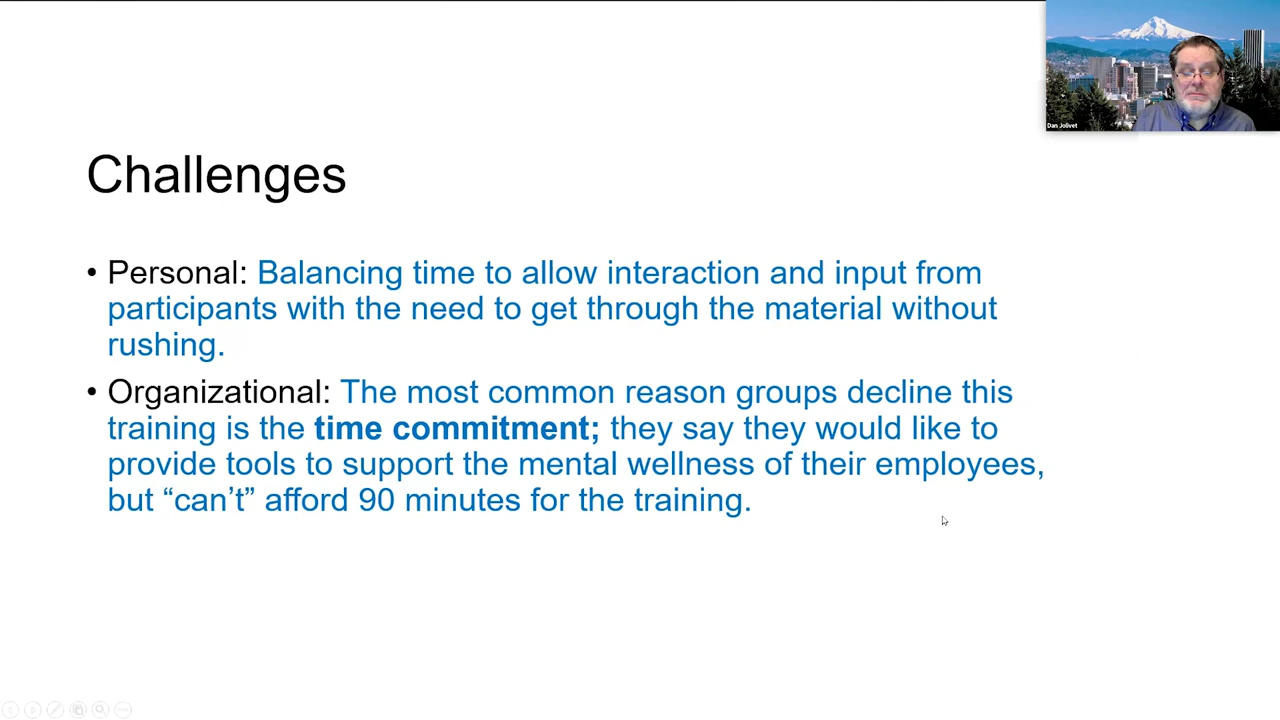 Dan Jolivet
Challenges
• Personal: Balancing time to allow interaction and input from
participants with the need to get through the material without
rushing.
• Organizational: The most common reason groups decline this
training is the time commitment; they say they would like to
provide tools to support the mental wellness of their employees,
but “can’t” afford 90 minutes for the training.